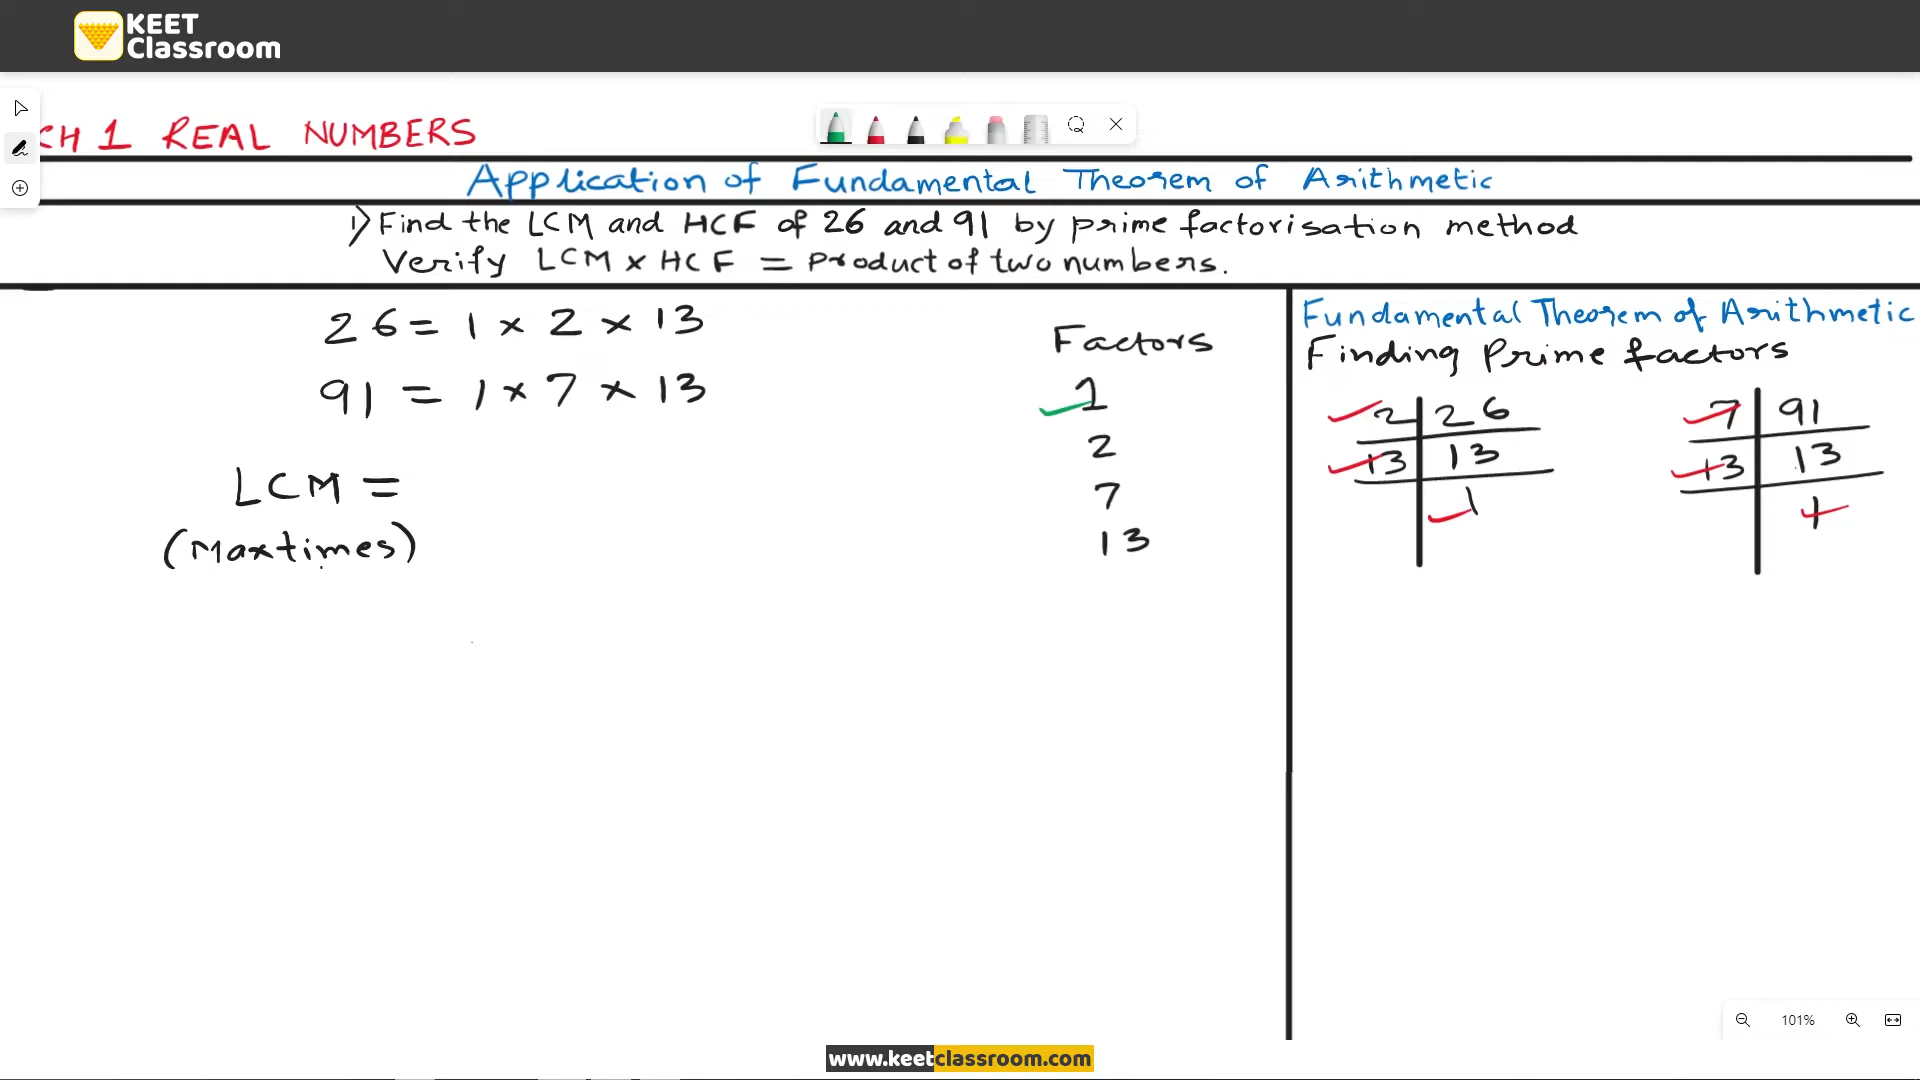 KEET
Classroom
CH 1 REAL NUMBERS
Application of Fundamental Theorem of Arithmetic
1) Find the LCM and HCF of 26 and 91 by prime factorisation method
Verify LCM × HCF = product of two numbers.
26 = 1 × 2 × 13
91 = 1 × 7 × 13
LCM =
(Maxtimes)
Factors
1
2
7
13
Fundamental Theorem of Arithmetic
Finding Prime factors
2 | 26
13 | 13
1
7 | 91
13 | 13
1
101%
www.keetclassroom.com